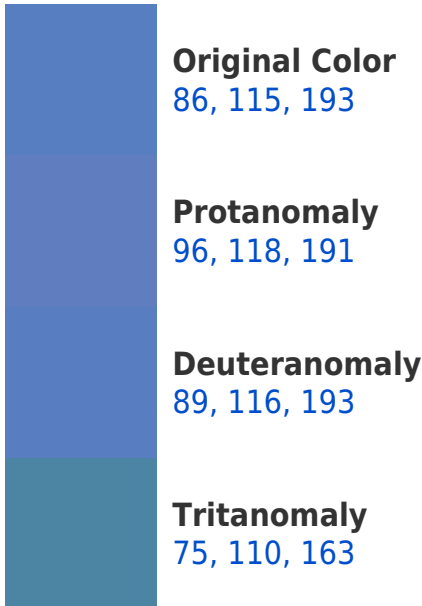 Original Color
86, 115, 193
Protanomaly
96, 118, 191
Deuteranomaly
89, 116, 193
Tritanomaly
75, 110, 163